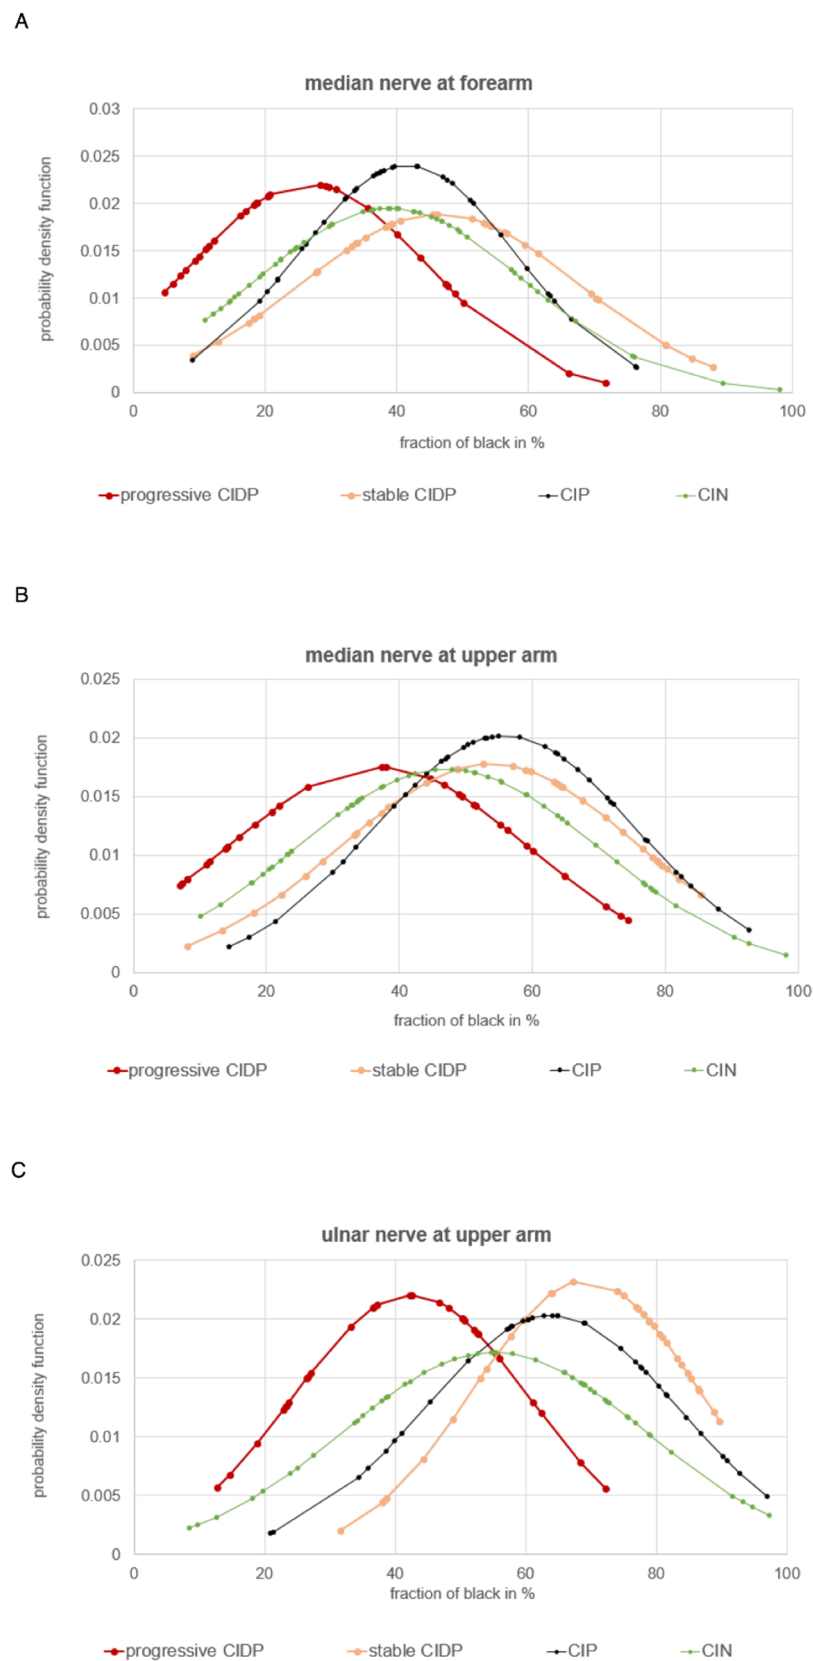 A
median nerve at forearm
probability density function
0.03
0.025
0.02
0.015
0.01
0.005
0
0 20 40 60 80 100
fraction of black in %
progressive CIDP stable CIDP CIP CIN
B
median nerve at upper arm
probability density function
0.025
0.02
0.015
0.01
0.005
0
0 20 40 60 80 100
fraction of black in %
progressive CIDP stable CIDP CIP CIN
C
ulnar nerve at upper arm
probability density function
0.025
0.02
0.015
0.01
0.005
0
0 20 40 60 80 100
fraction of black in %
progressive CIDP stable CIDP CIP CIN